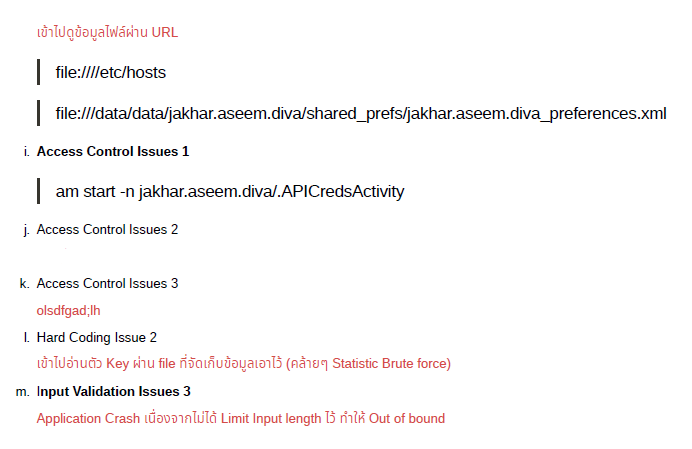 เข้าไปดูข้อมูลไฟล์ผ่าน URL
file:////etc/hosts
file:///data/data/jakhar.aseem.diva/shared_prefs/jakhar.aseem.diva_preferences.xml
i. Access Control Issues 1
am start -n jakhar.aseem.diva/.APICredsActivity
j. Access Control Issues 2
k. Access Control Issues 3
olsdfgad;lh
l. Hard Coding Issue 2
เข้าไปอ่านตัว Key ผ่าน file ที่จัดเก็บข้อมูลเอาไว้ (คล้ายๆ Statistic Brute force)
m. Input Validation Issues 3
Application Crash เนื่องจากไม่ได้ Limit Input length ไว้ ทำให้ Out of bound